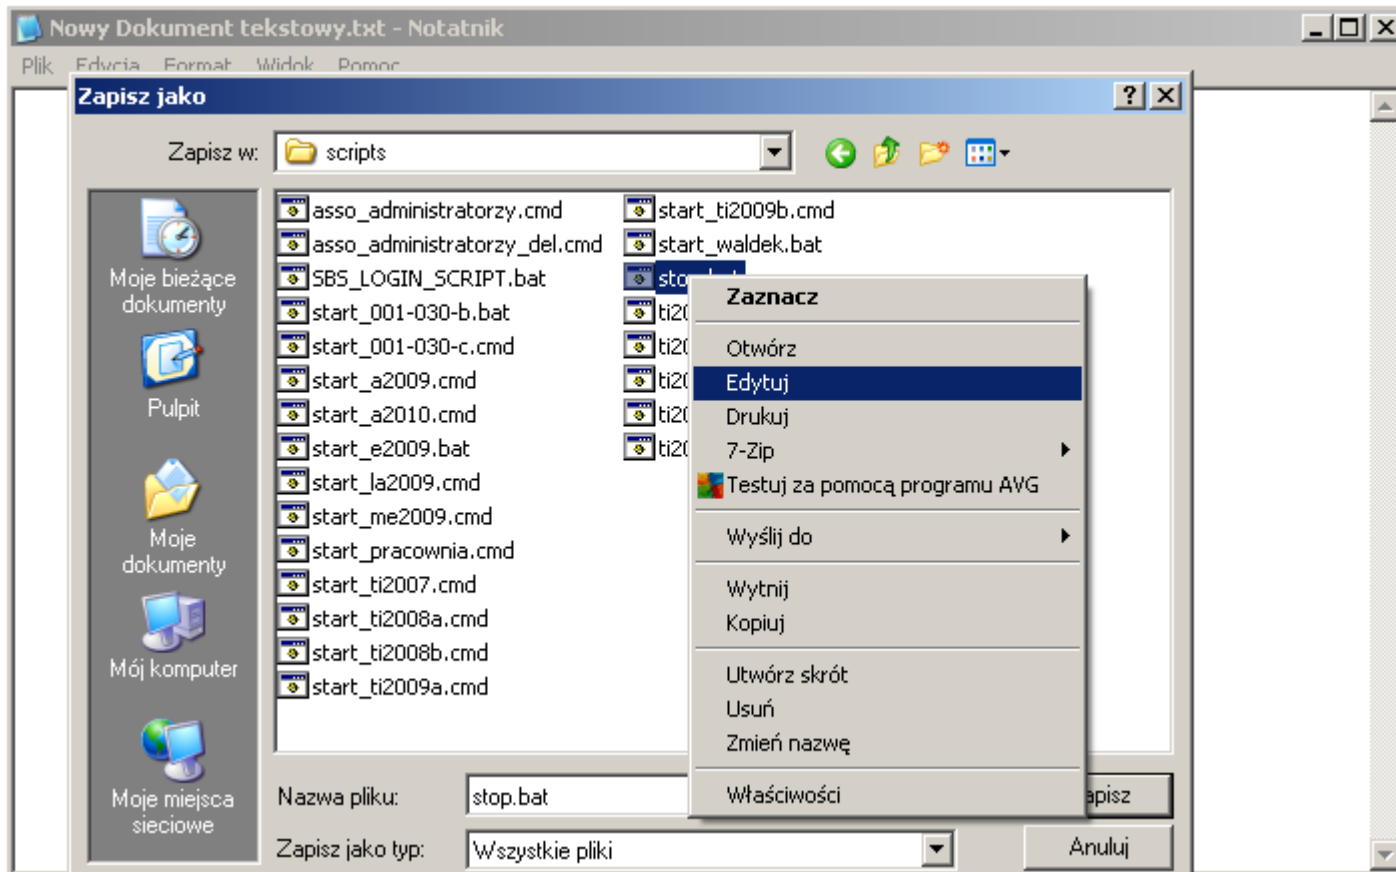 Nowy Dokument tekstowy.txt - Notatnik
Plik Edycja Format Widok Pomoc
Zapisz jako
Zapisz w:
scripts
Moje bieżące
dokumenty
Pulpit
Moje
dokumenty
Mój komputer
Moje miejsca
sieciowe
asso_administratorzy.cmd
asso_administratorzy_del.cmd
SBS_LOGIN_SCRIPT.bat
start_001-030-b.bat
start_001-030-c.cmd
start_a2009.cmd
start_a2010.cmd
start_e2009.bat
start_la2009.cmd
start_me2009.cmd
start_pracownia.cmd
start_ti2007.cmd
start_ti2008a.cmd
start_ti2008b.cmd
start_ti2009a.cmd
start_ti2009b.cmd
start_waldek.bat
stop.bat
Zaznacz
Otwórz
Edytuj
Drukuj
7-Zip
Testuj za pomocą programu AVG
Wyślij do
Wytnij
Kopiuj
Utwórz skrót
Usuń
Zmień nazwę
Właściwości
Nazwa pliku:
stop.bat
Zapisz
Zapisz jako typ:
Wszystkie pliki
Anuluj